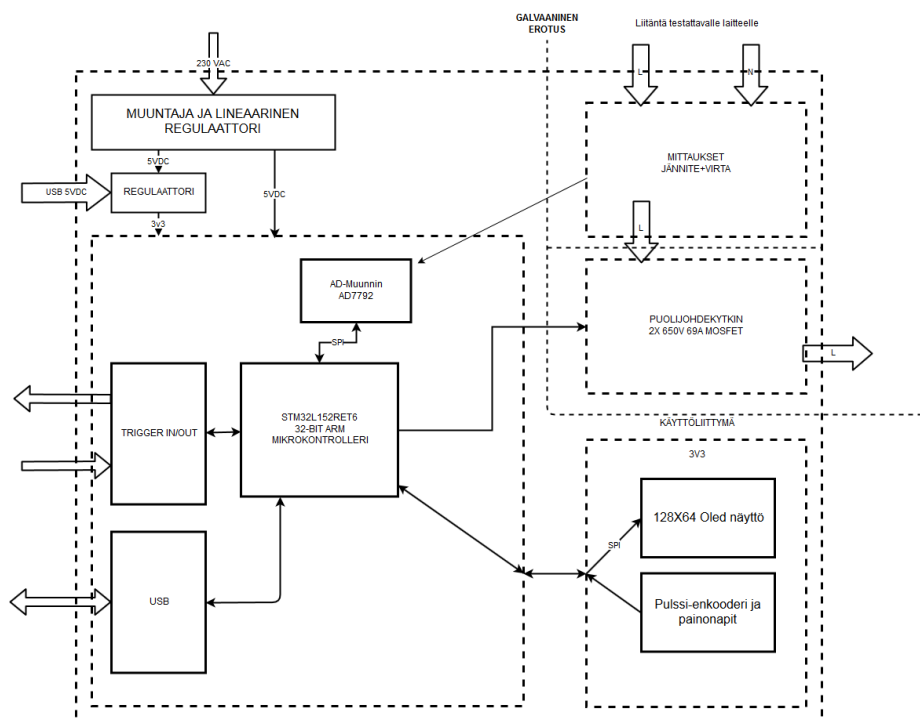 GALVAANINEN
EROTUS
Liitäntä testattavalle laitteelle
230 VAC
L
N
MUUNTAJA JA LINEAARINEN
REGULAATTORI
5VDC
USB 5VDC
REGULAATTORI
5VDC
3v3
MITTAUKSET
JÄNNITE+VIRTA
L
AD-Muunnin
AD7792
SPI
PUOLIJOHDEKYTKIN
2X 650V 69A MOSFET
L
TRIGGER IN/OUT
STM32L152RET6
32-BIT ARM
MIKROKONTROLLERI
KÄYTTÖLIITTYMÄ
3V3
128X64 Oled näyttö
SPI
USB
Pulssi-enkooderi ja
painonapit